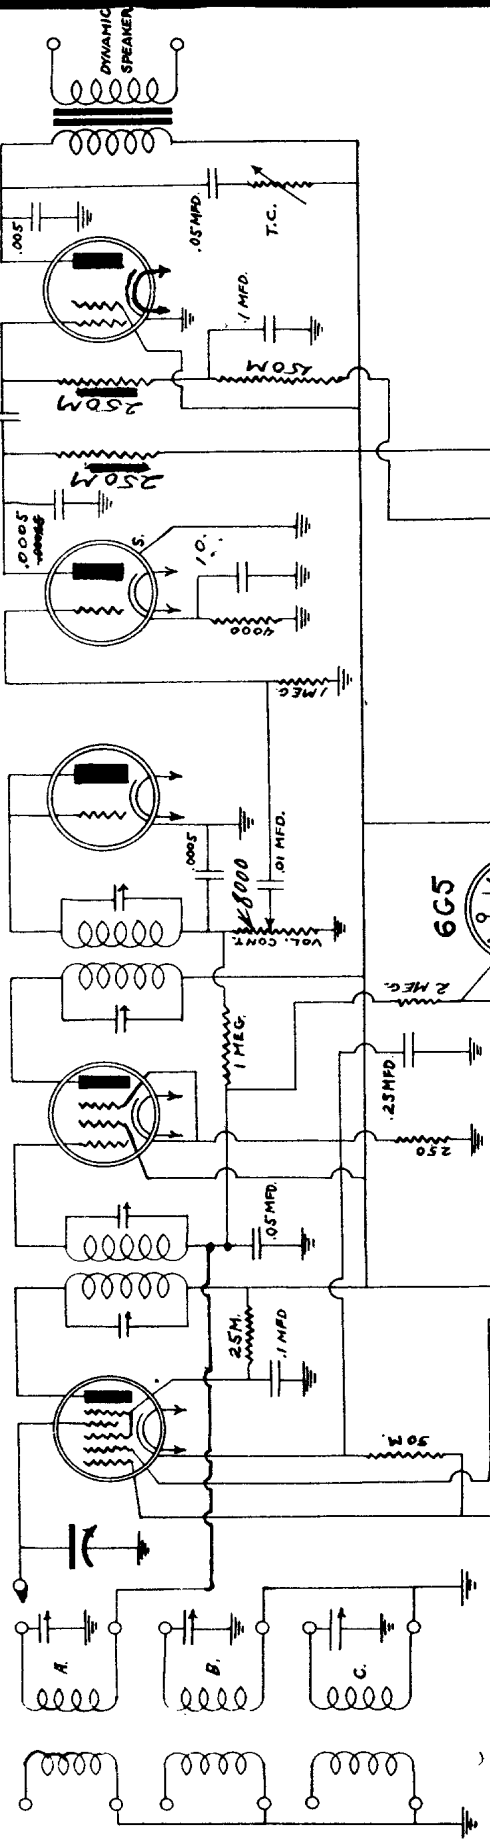 DYNAMIC
SPEAKER
.005
.05 MFD.
T.C.
.1 MFD.
150M
250M
250M
.0005
S.
10.
4000
1 MEG.
.0005
.01 MFD.
8000
VOL. CONT.
6G5
1 MEG.
2 MEG.
.25 MFD.
250
.05 MFD.
25M.
.1 MFD
50M.
A.
B.
C.